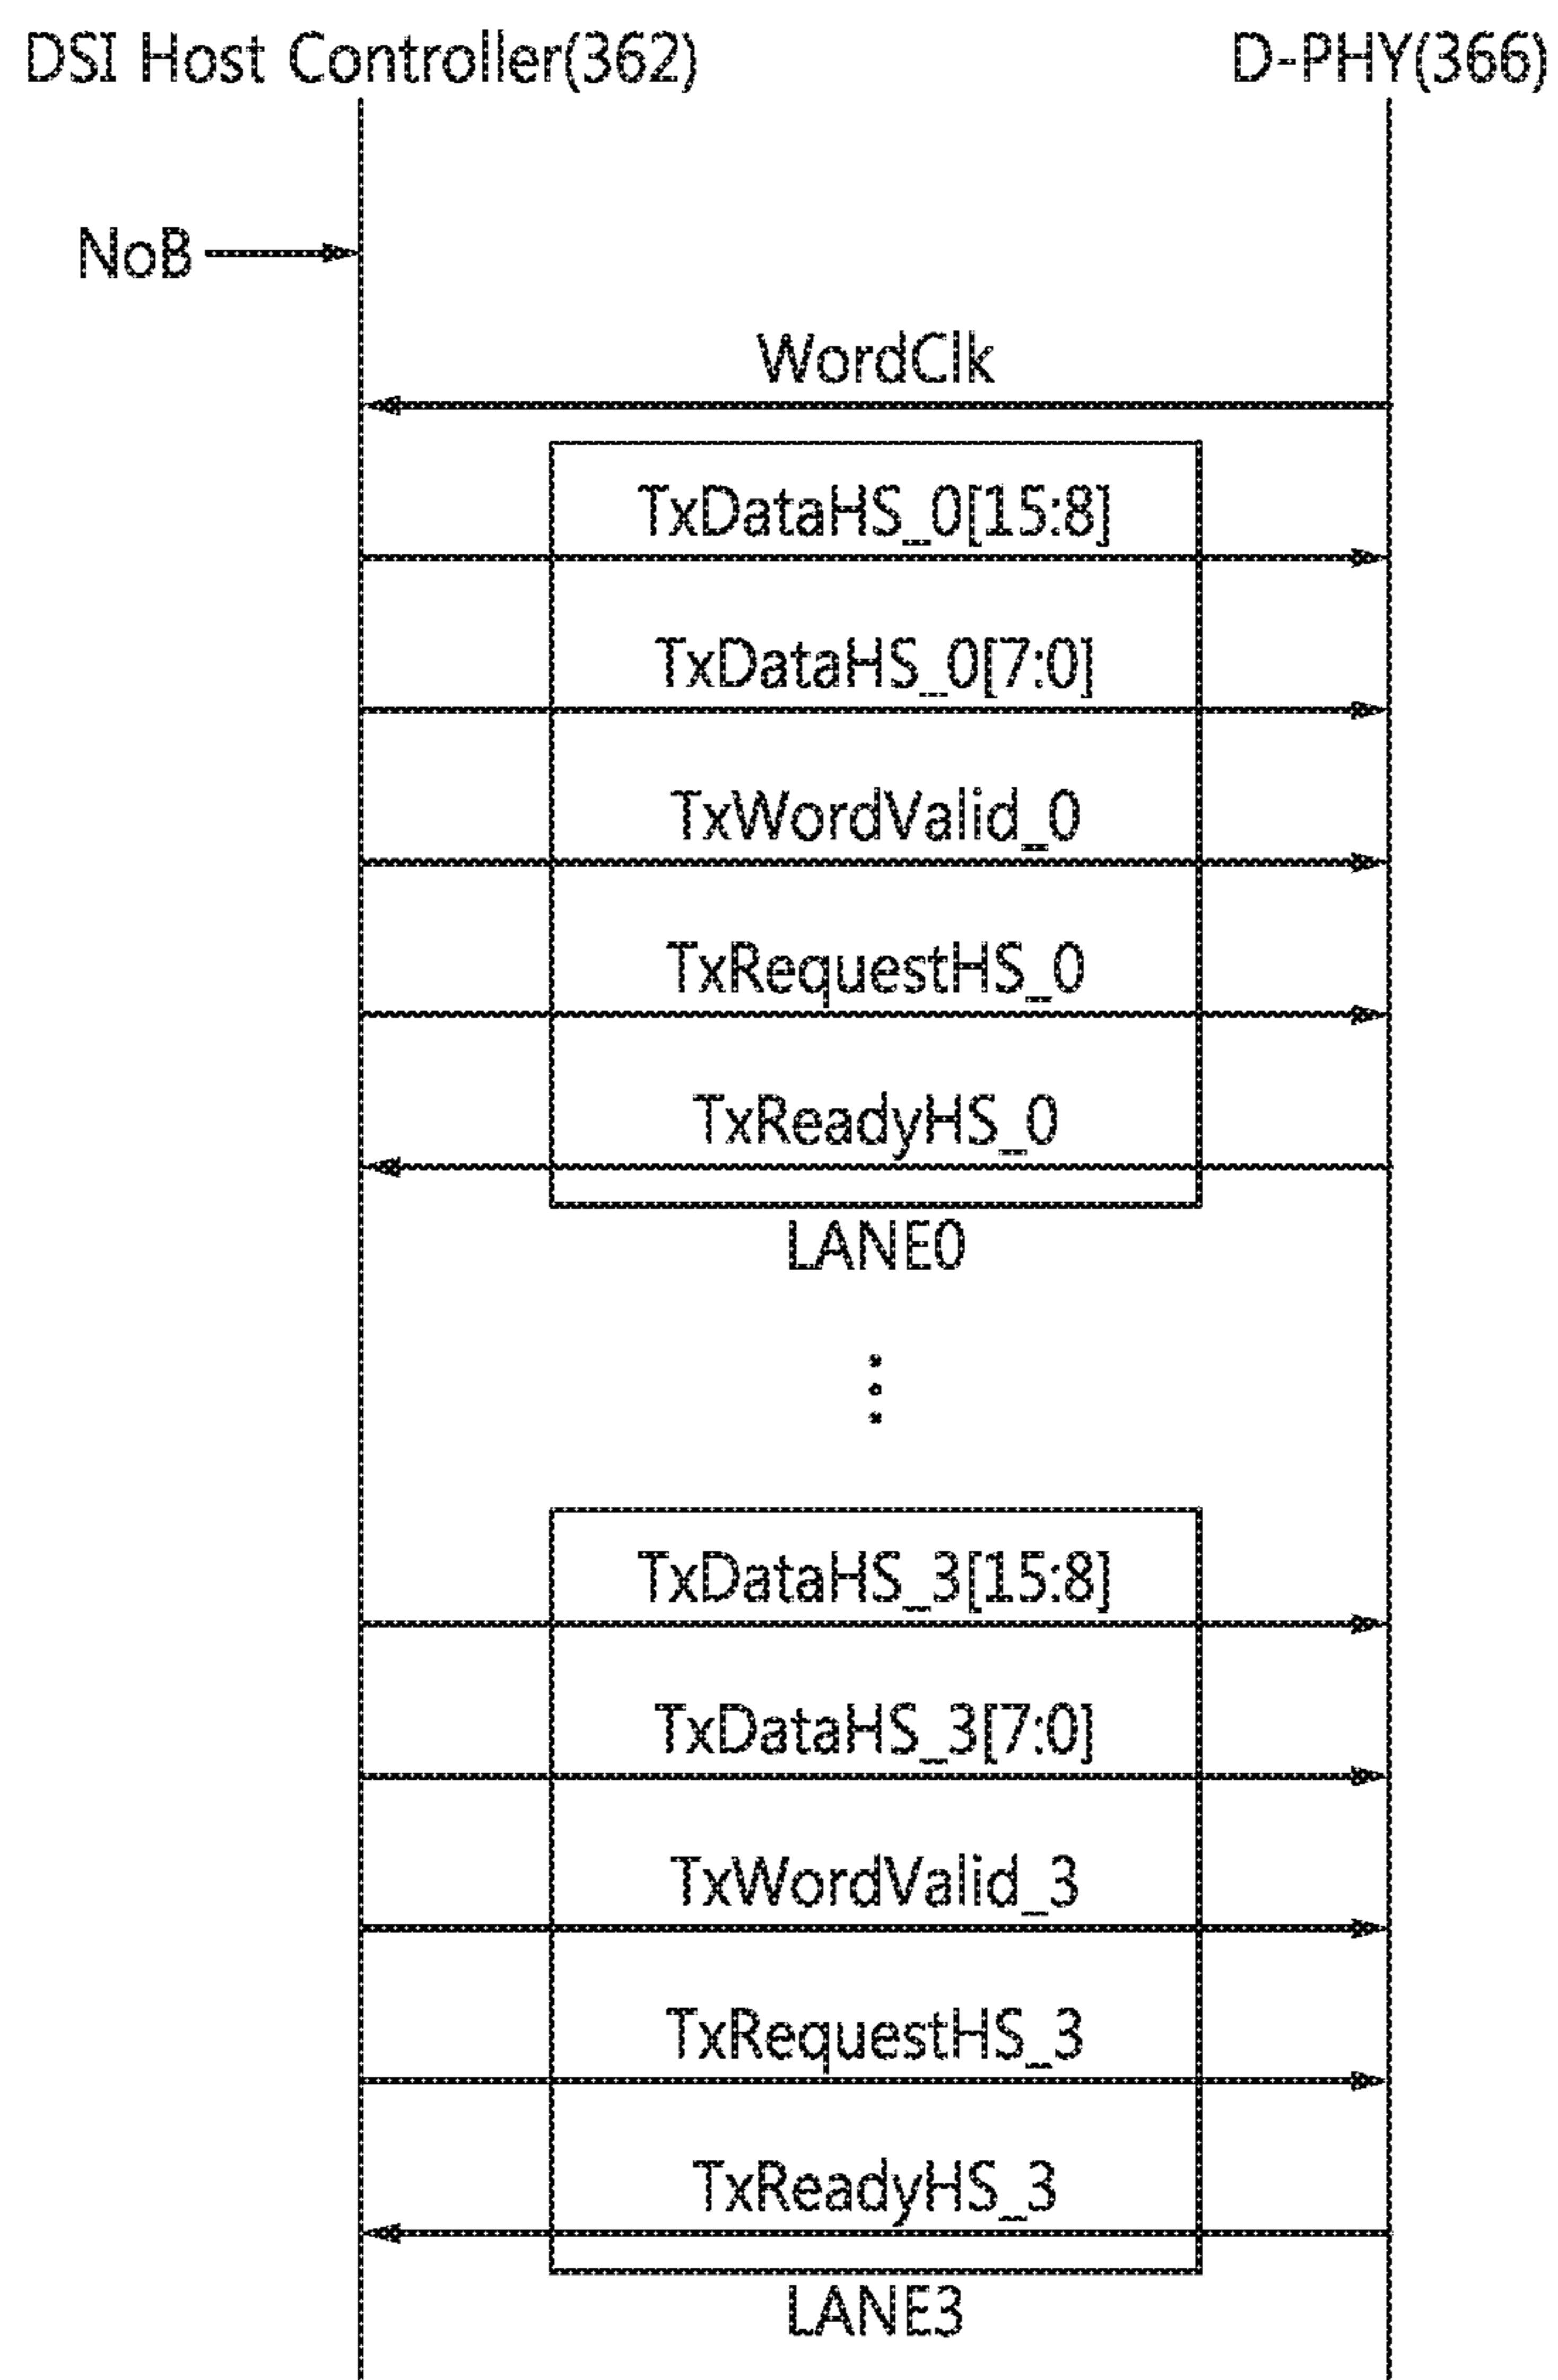 DSI Host Controller(362) D-PHY(366)
NoB
WordClk
TxDataHS_0[15:8]
TxDataHS_0[7:0]
TxWordValid_0
TxRequestHS_0
TxReadyHS_0
LANE0
TxDataHS_3[15:8]
TxDataHS_3[7:0]
TxWordValid_3
TxRequestHS_3
TxReadyHS_3
LANE3